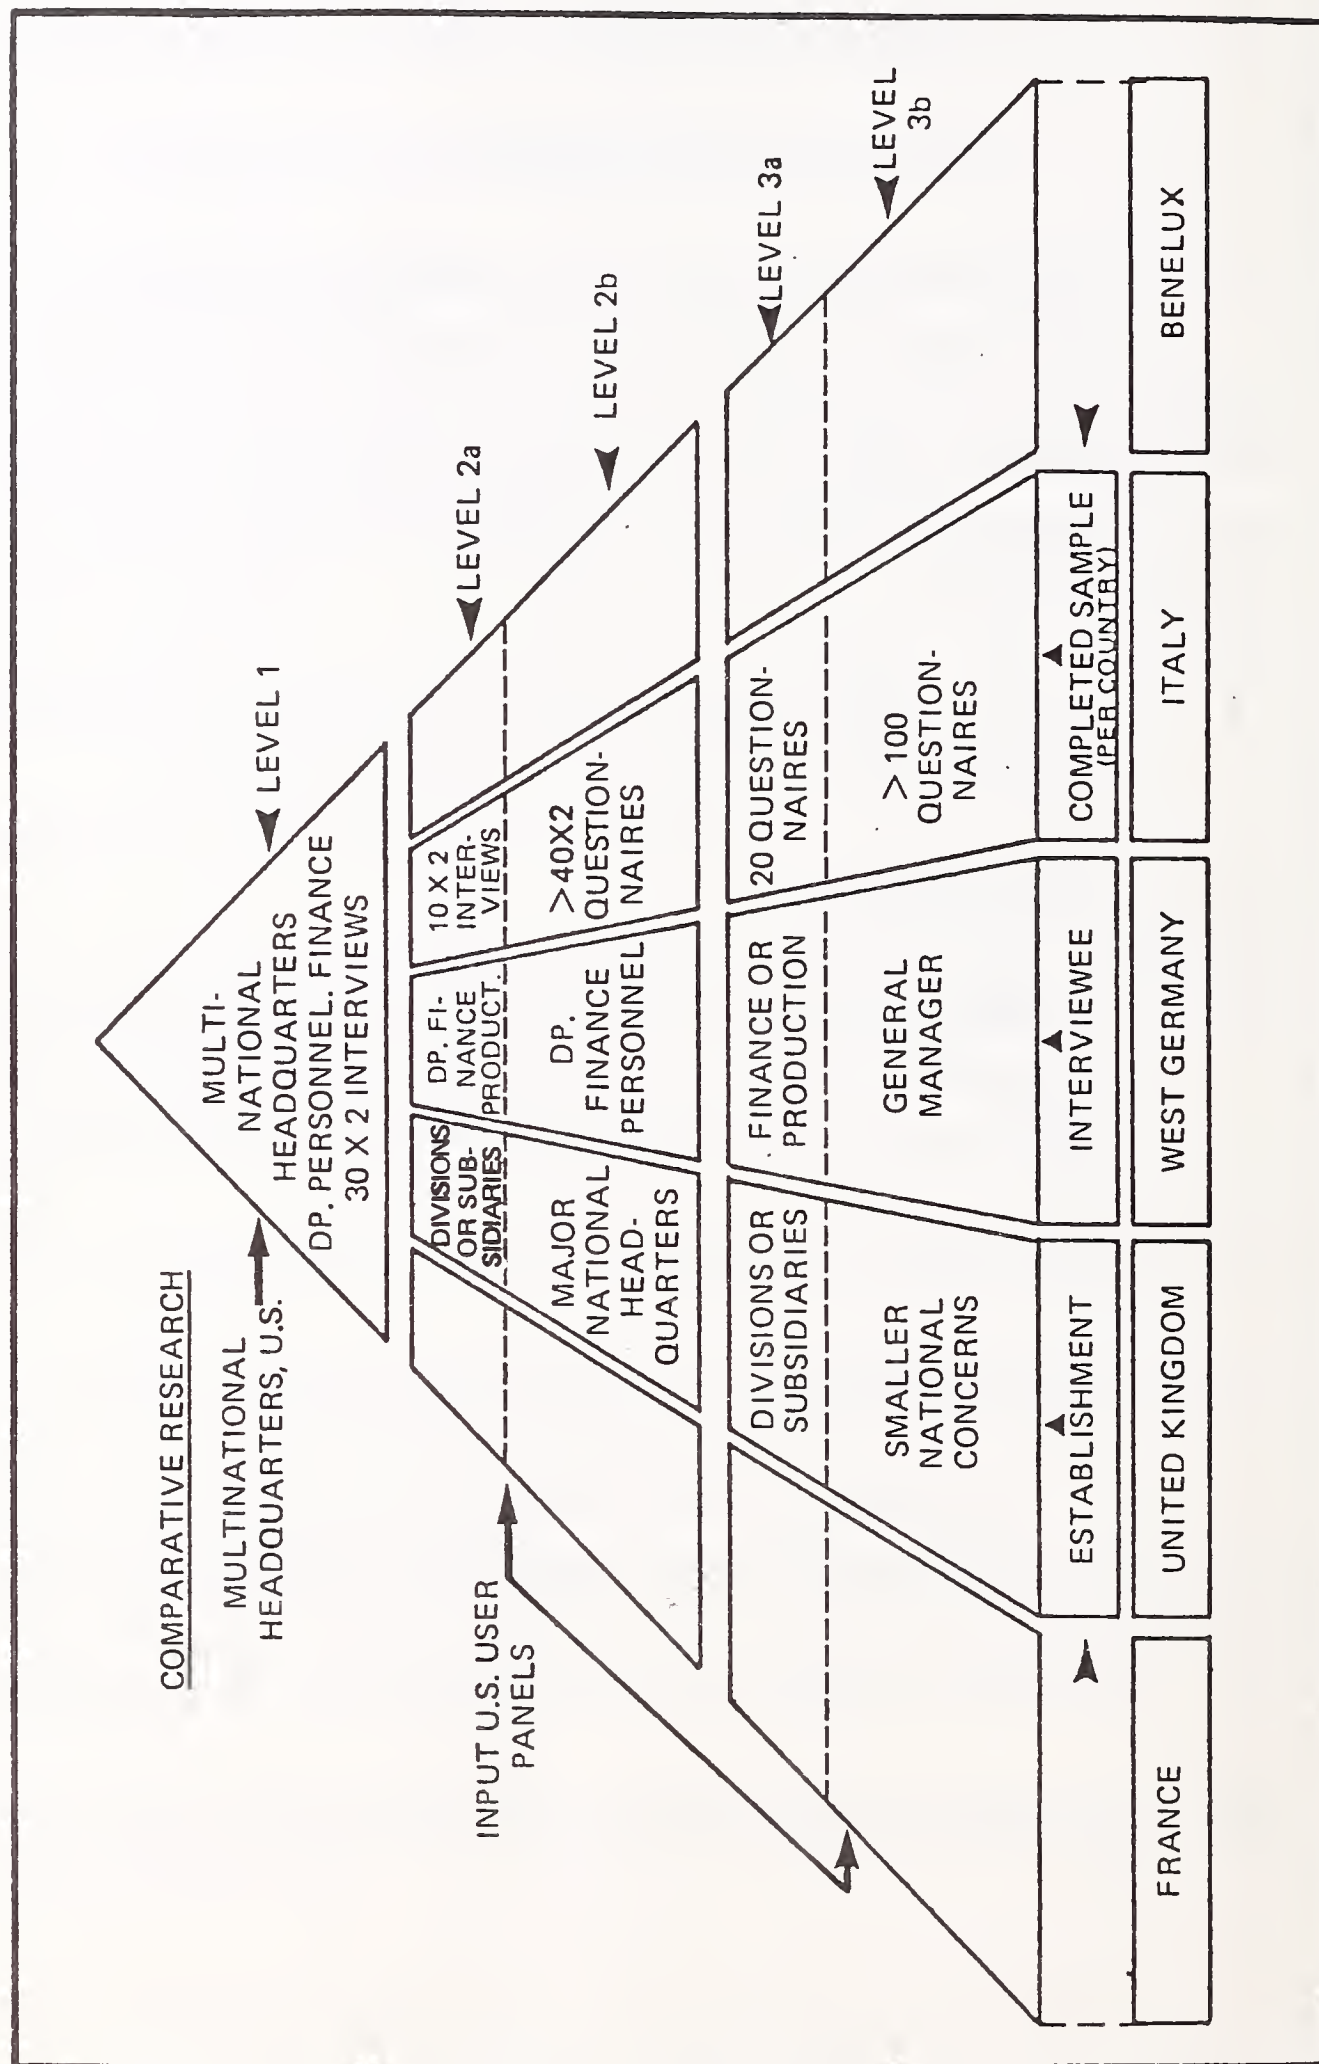 COMPARATIVE RESEARCH
MULTINATIONAL
HEADQUARTERS, U.S.
MULTI-
NATIONAL
HEADQUARTERS
DP. PERSONNEL. FINANCE
30 X 2 INTERVIEWS
LEVEL 1
INPUT U.S. USER
PANELS
DIVISIONS
OR SUB-
SIDIARIES
DP. FI-
NANCE
PRODUCT.
10 X 2
INTER-
VIEWS
LEVEL 2a
MAJOR
NATIONAL
HEAD-
QUARTERS
DP.
FINANCE
PERSONNEL
>40X2
QUESTION-
NAIRES
LEVEL 2b
DIVISIONS OR
SUBSIDIARIES
FINANCE OR
PRODUCTION
20 QUESTION-
NAIRES
LEVEL 3a
SMALLER
NATIONAL
CONCERNS
GENERAL
MANAGER
>100
QUESTION-
NAIRES
LEVEL
3b
ESTABLISHMENT
INTERVIEWEE
COMPLETED SAMPLE
(PER COUNTRY)
FRANCE
UNITED KINGDOM
WEST GERMANY
ITALY
BENELUX